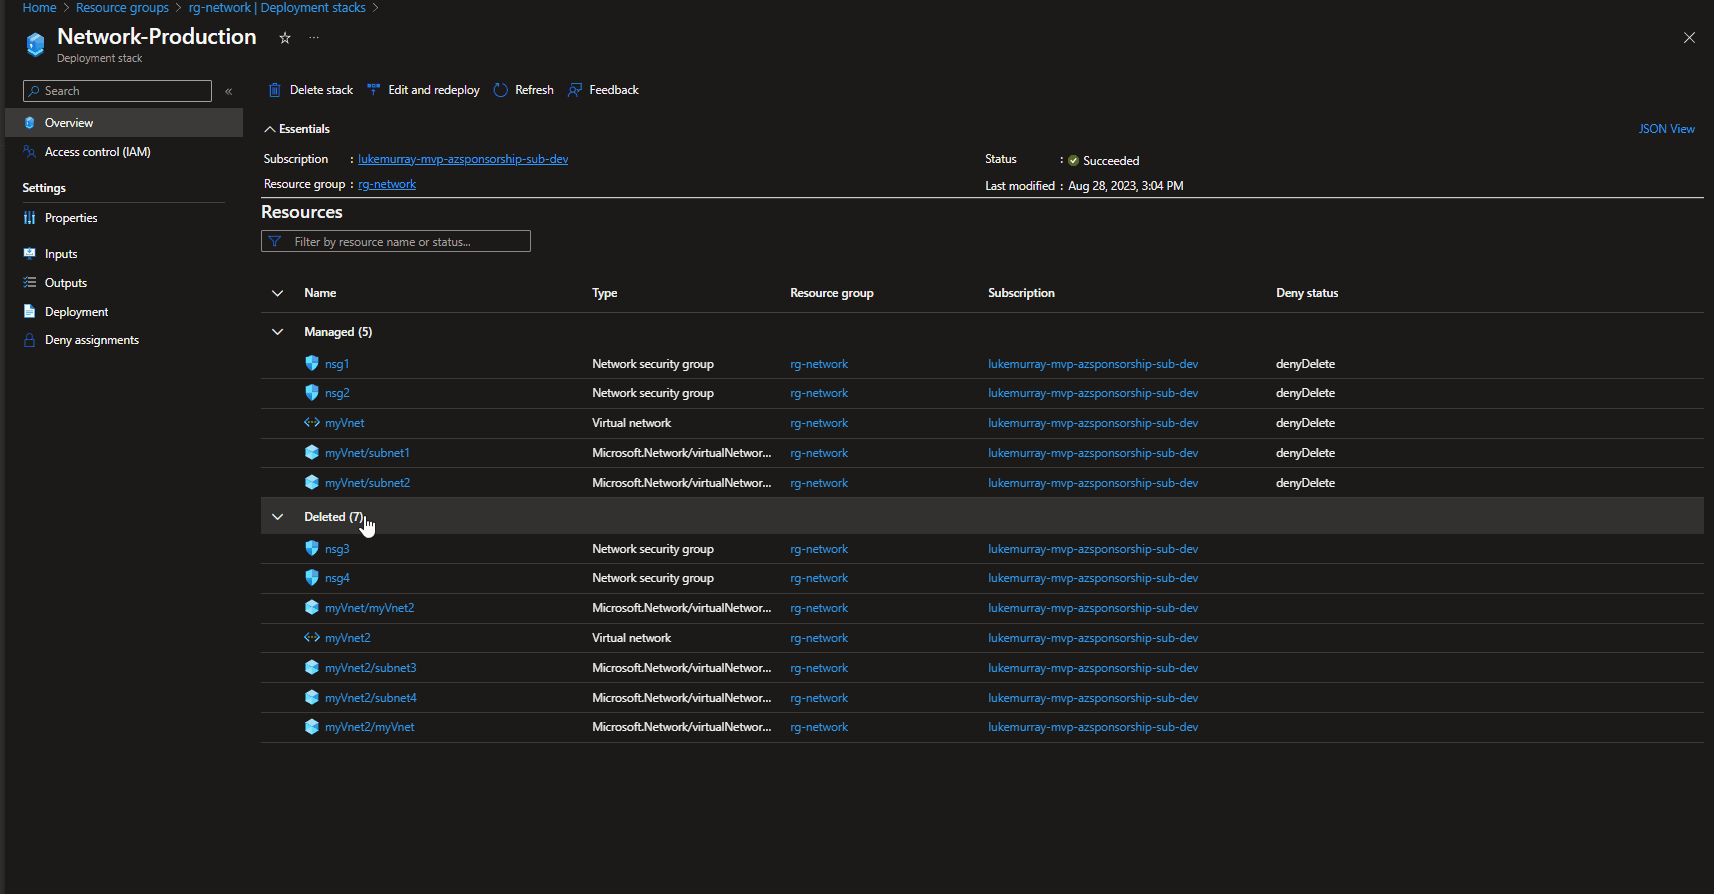 Home > Resource groups > rg-network | Deployment stacks >
Network-Production ☆ ...
Deployment stack
Search «
Delete stack Edit and redeploy Refresh Feedback
Overview
Access control (IAM)
Settings
Properties
Inputs
Outputs
Deployment
Deny assignments
Essentials JSON View
Subscription : lukemurray-mvp-azsponsorship-sub-dev Status : Succeeded
Resource group : rg-network Last modified : Aug 28, 2023, 3:04 PM
Resources
Filter by resource name or status...
Name Type Resource group Subscription Deny status
Managed (5)
nsg1 Network security group rg-network lukemurray-mvp-azsponsorship-sub-dev denyDelete
nsg2 Network security group rg-network lukemurray-mvp-azsponsorship-sub-dev denyDelete
myVnet Virtual network rg-network lukemurray-mvp-azsponsorship-sub-dev denyDelete
myVnet/subnet1 Microsoft.Network/virtualNetwor... rg-network lukemurray-mvp-azsponsorship-sub-dev denyDelete
myVnet/subnet2 Microsoft.Network/virtualNetwor... rg-network lukemurray-mvp-azsponsorship-sub-dev denyDelete
Deleted (7)
nsg3 Network security group rg-network lukemurray-mvp-azsponsorship-sub-dev
nsg4 Network security group rg-network lukemurray-mvp-azsponsorship-sub-dev
myVnet/myVnet2 Microsoft.Network/virtualNetwor... rg-network lukemurray-mvp-azsponsorship-sub-dev
myVnet2 Virtual network rg-network lukemurray-mvp-azsponsorship-sub-dev
myVnet2/subnet3 Microsoft.Network/virtualNetwor... rg-network lukemurray-mvp-azsponsorship-sub-dev
myVnet2/subnet4 Microsoft.Network/virtualNetwor... rg-network lukemurray-mvp-azsponsorship-sub-dev
myVnet2/myVnet Microsoft.Network/virtualNetwor... rg-network lukemurray-mvp-azsponsorship-sub-dev